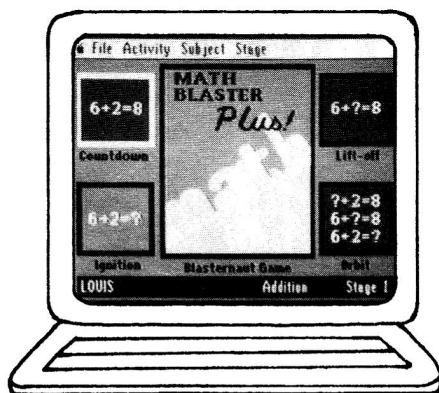 File Activity Subject Stage
MATH
BLASTER
Plus!
6+2=8
Countdown
6+?=8
Lift-off
6+2=?
Ignition
?+2=8
6+?=8
6+2=?
Orbit
Blasternaut Game
LOUIS Addition Stage 1